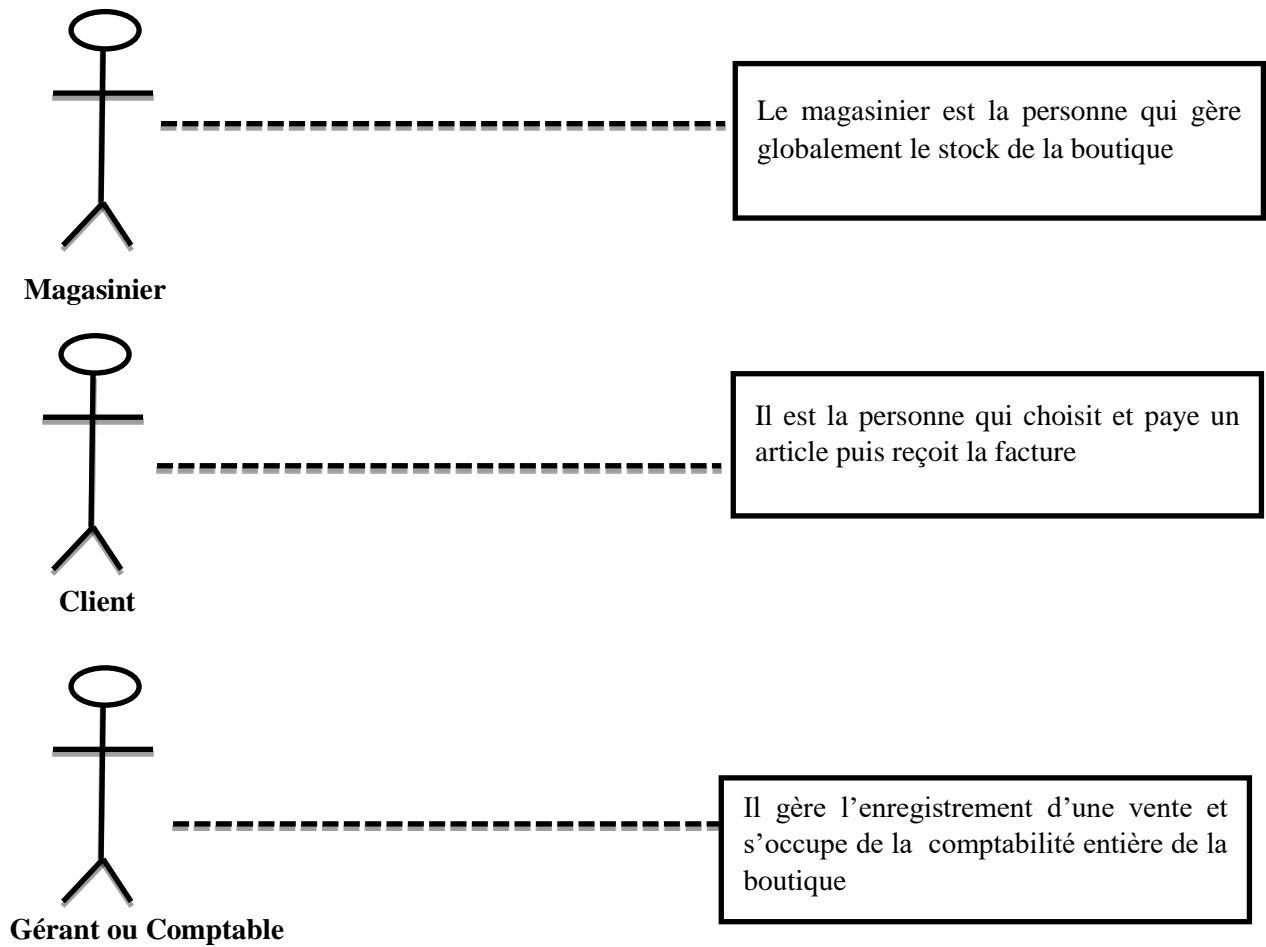 Le magasinier est la personne qui gère
globalement le stock de la boutique
Magasinier
Il est la personne qui choisit et paye un
article puis reçoit la facture
Client
Il gère l’enregistrement d’une vente et
s’occupe de la comptabilité entière de la
boutique
Gérant ou Comptable